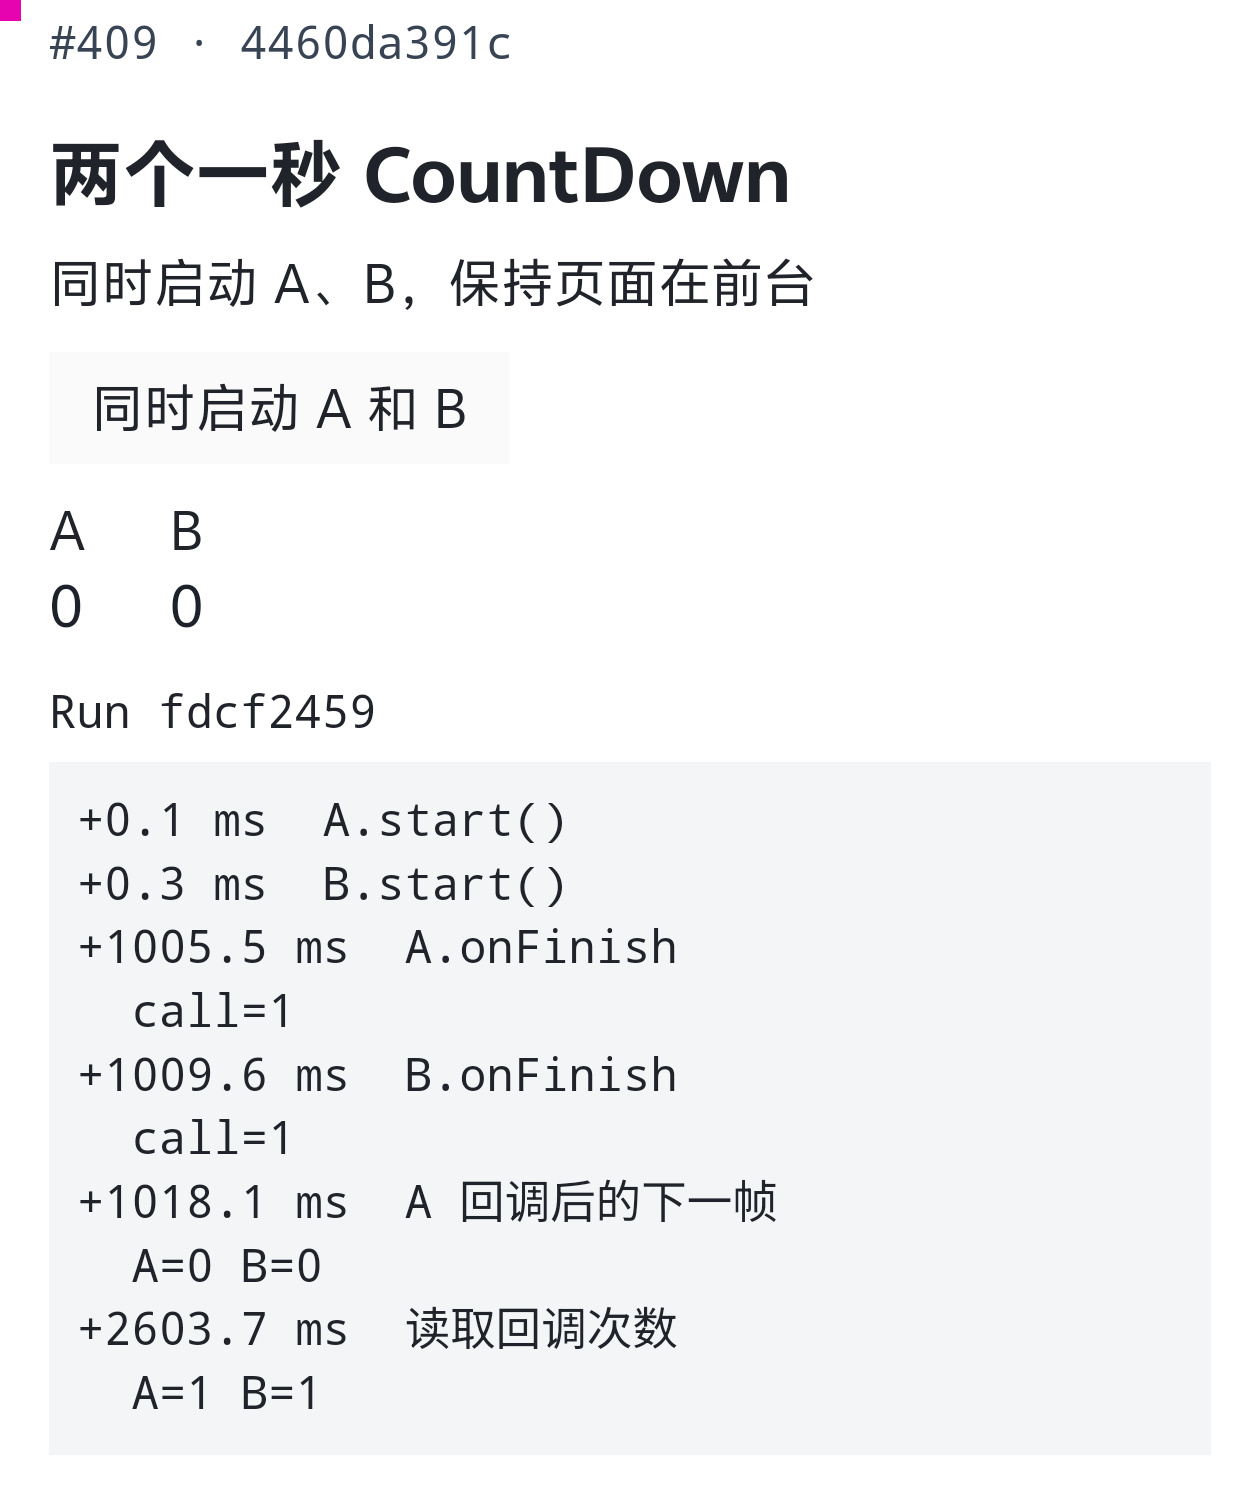 #409 · 4460da391c
两个一秒 CountDown
同时启动 A、B，保持页面在前台
同时启动 A 和 B
A B
0 0
Run fdcf2459
+0.1 ms  A.start()
+0.3 ms  B.start()
+1005.5 ms  A.onFinish
  call=1
+1009.6 ms  B.onFinish
  call=1
+1018.1 ms  A 回调后的下一帧
  A=0 B=0
+2603.7 ms  读取回调次数
  A=1 B=1